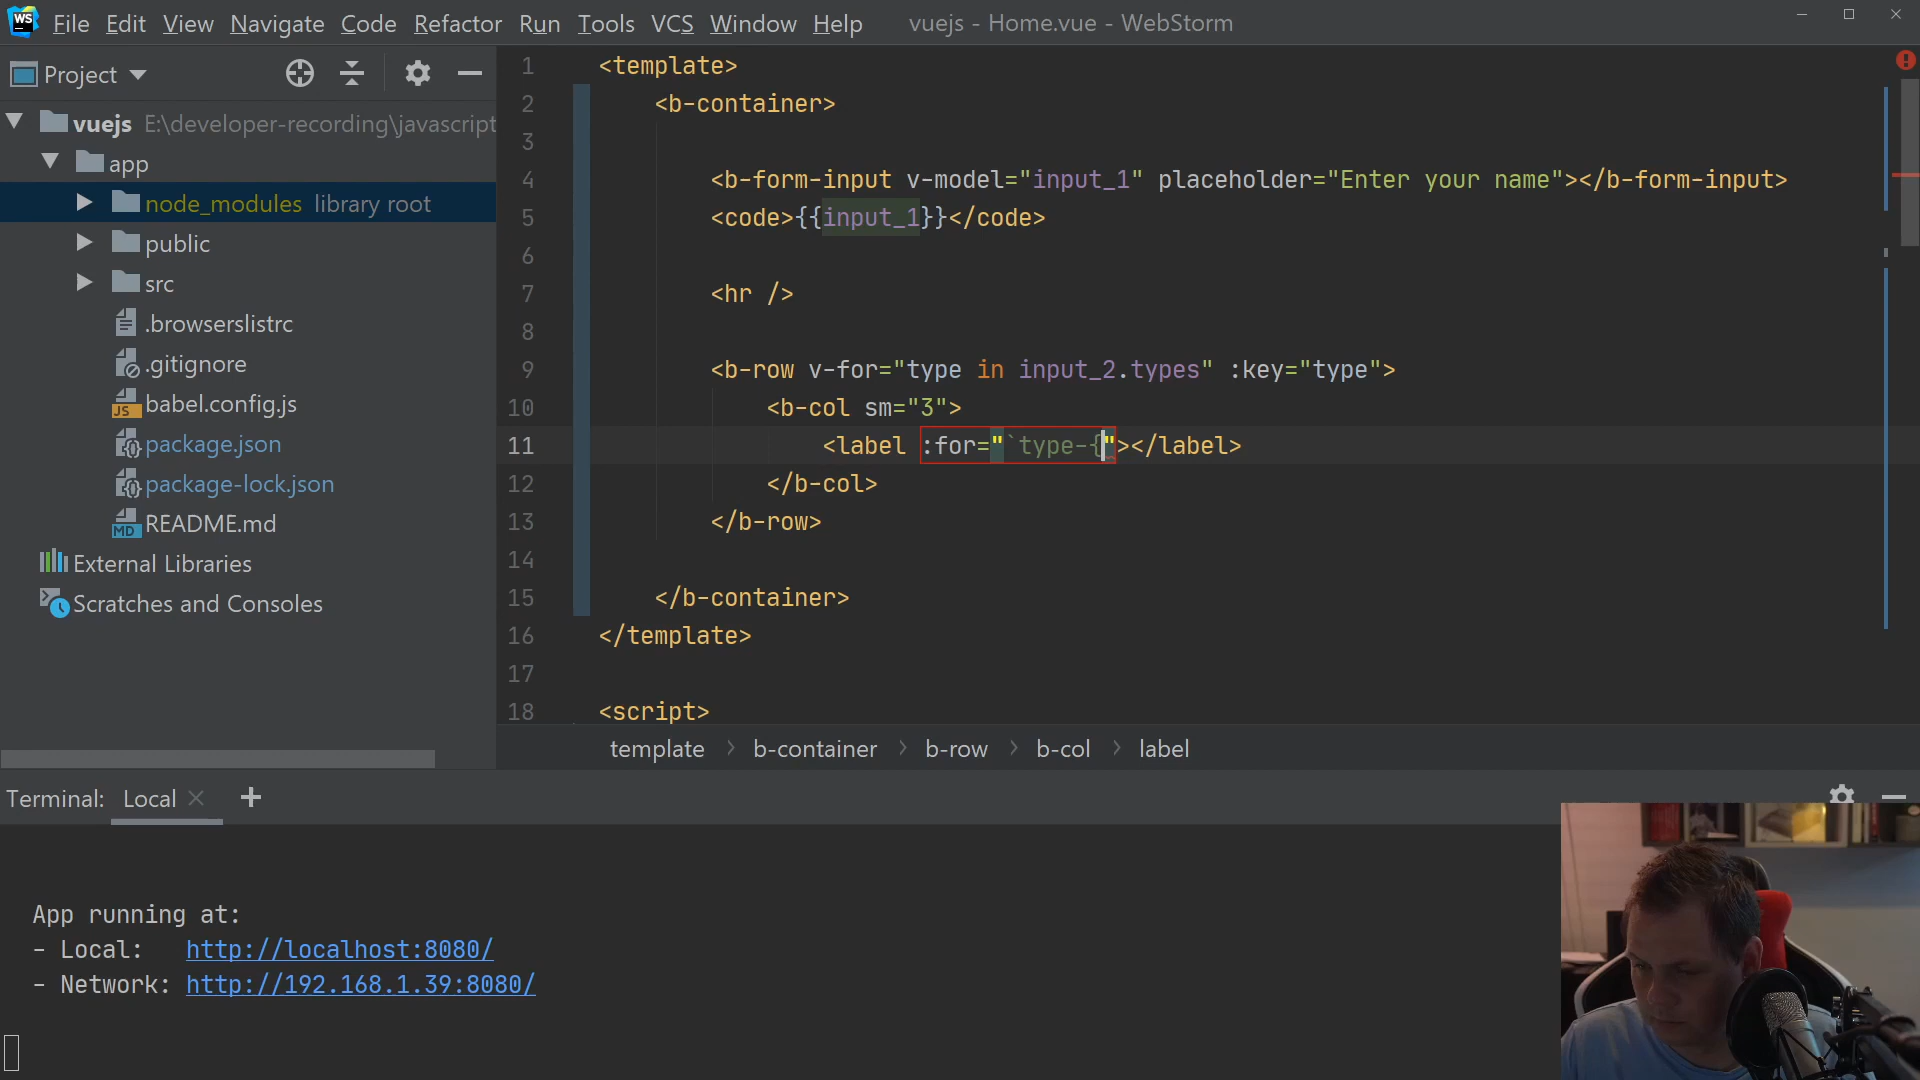 WS File Edit View Navigate Code Refactor Run Tools VCS Window Help vuejs - Home.vue - WebStorm
Project
vuejs E:\developer-recording\javascript
app
node_modules library root
public
src
.browserslistrc
.gitignore
JS babel.config.js
package.json
package-lock.json
MD README.md
External Libraries
Scratches and Consoles
1 <template>
2 <b-container>
3
4 <b-form-input v-model="input_1" placeholder="Enter your name"></b-form-input>
5 <code>{{input_1}}</code>
6
7 <hr />
8
9 <b-row v-for="type in input_2.types" :key="type">
10 <b-col sm="3">
11 <label :for="`type-{"></label>
12 </b-col>
13 </b-row>
14
15 </b-container>
16 </template>
17
18 <script>
template > b-container > b-row > b-col > label
Terminal: Local × +
App running at:
- Local: http://localhost:8080/
- Network: http://192.168.1.39:8080/